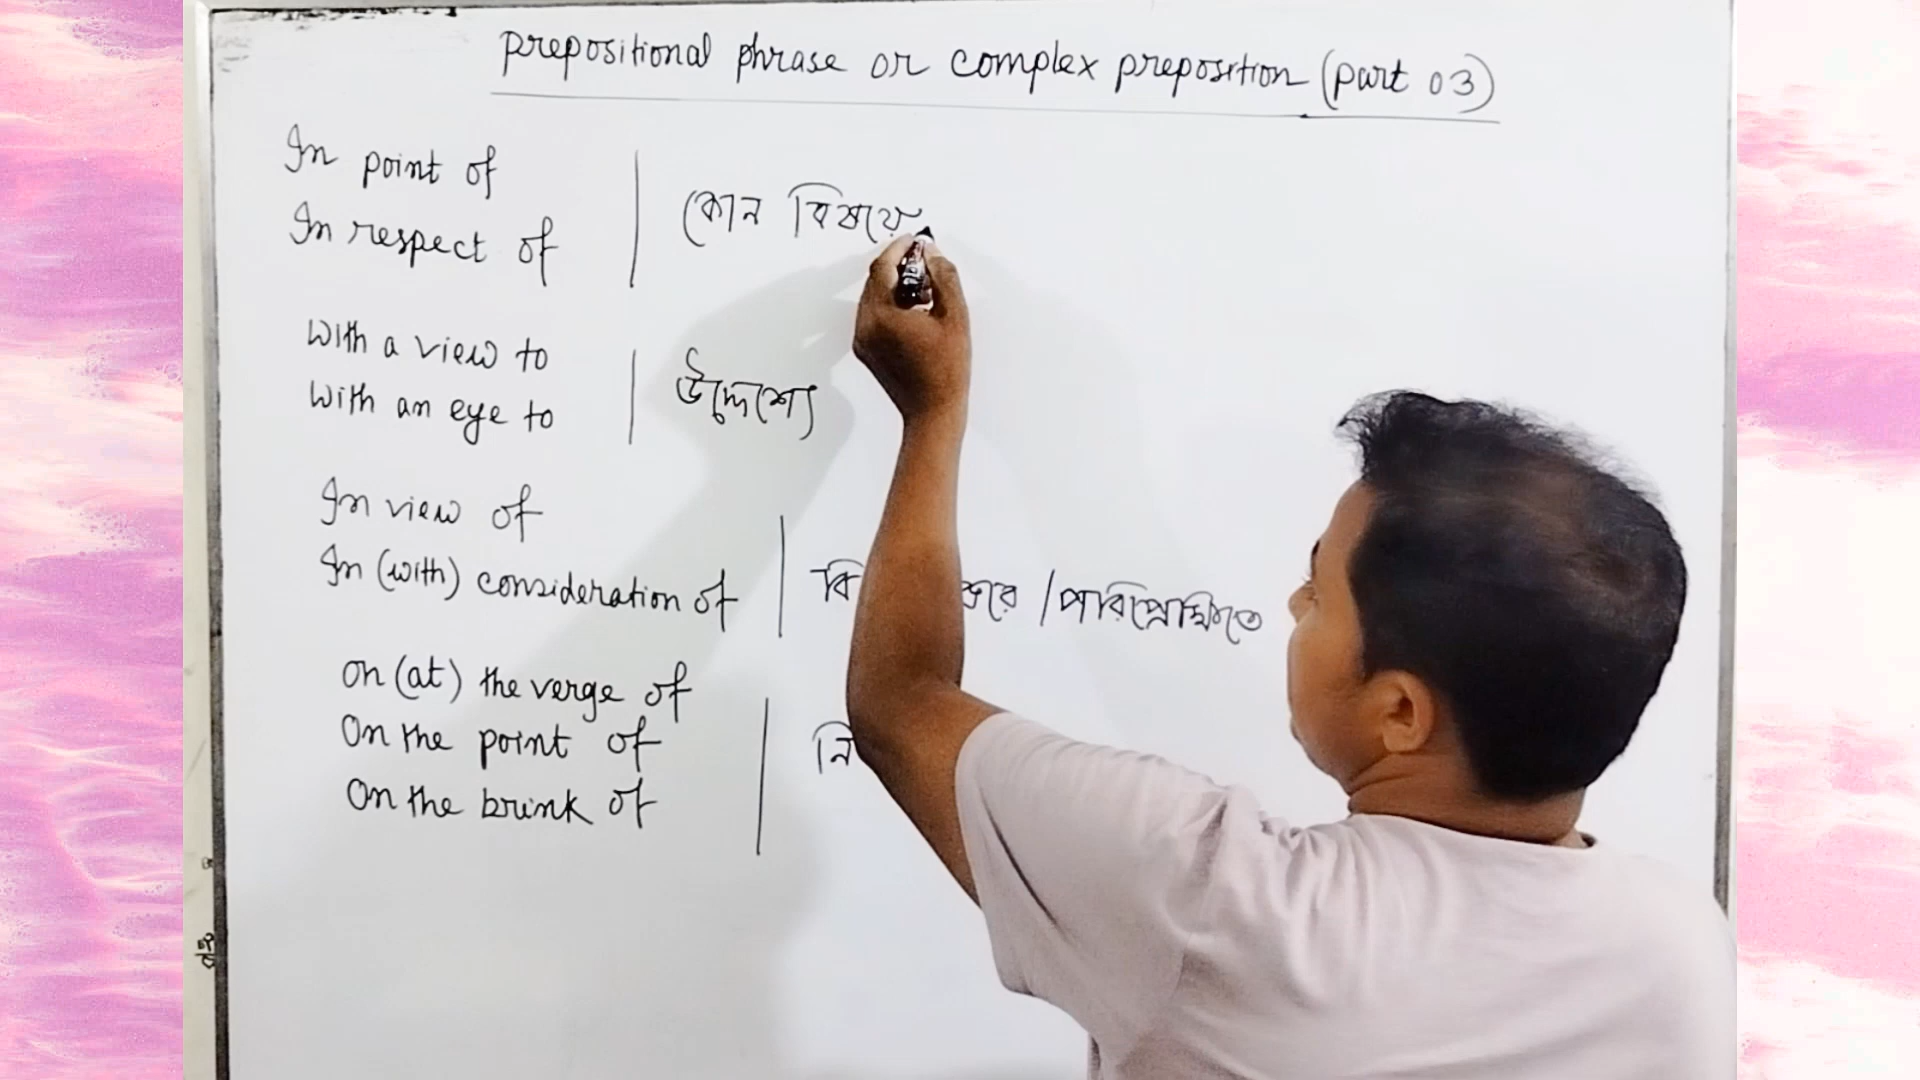 prepositional phrase or complex preposition (part 03)
In point of
In respect of
কোন বিষয়ে
with a view to
with an eye to
উদ্দেশ্যে
In view of
In (with) consideration of
রে / পরিপ্রেক্ষিতে
on (at) the verge of
On the point of
On the brink of